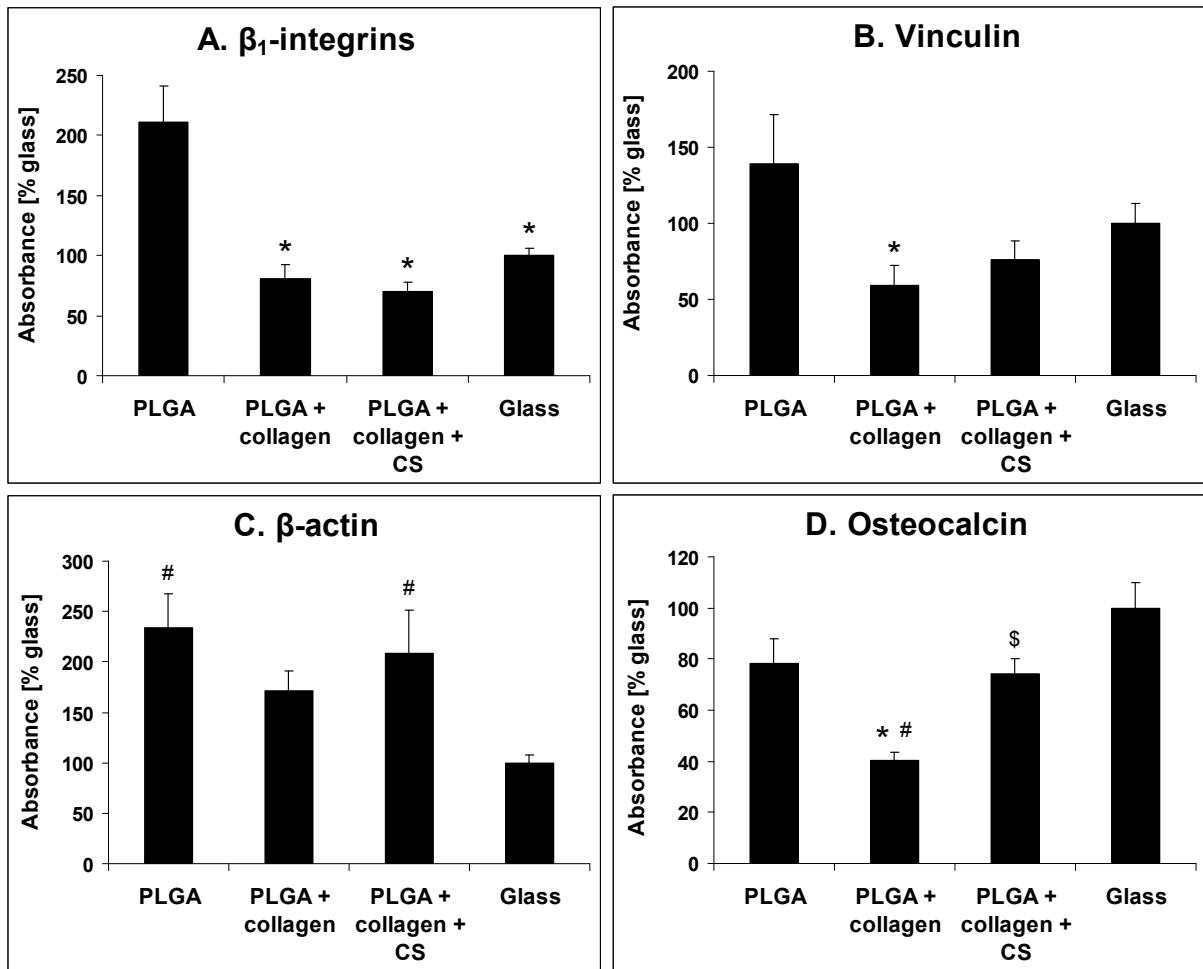 A. β₁-integrins
Absorbance [% glass]
250
200
150
100
50
0
*
*
*
PLGA
PLGA +
collagen
PLGA +
collagen +
CS
Glass
B. Vinculin
Absorbance [% glass]
200
150
100
50
0
*
PLGA
PLGA +
collagen
PLGA +
collagen +
CS
Glass
C. β-actin
Absorbance [% glass]
300
250
200
150
100
50
0
#
#
PLGA
PLGA +
collagen
PLGA +
collagen +
CS
Glass
D. Osteocalcin
Absorbance [% glass]
120
100
80
60
40
20
0
* #
$
PLGA
PLGA +
collagen
PLGA +
collagen +
CS
Glass